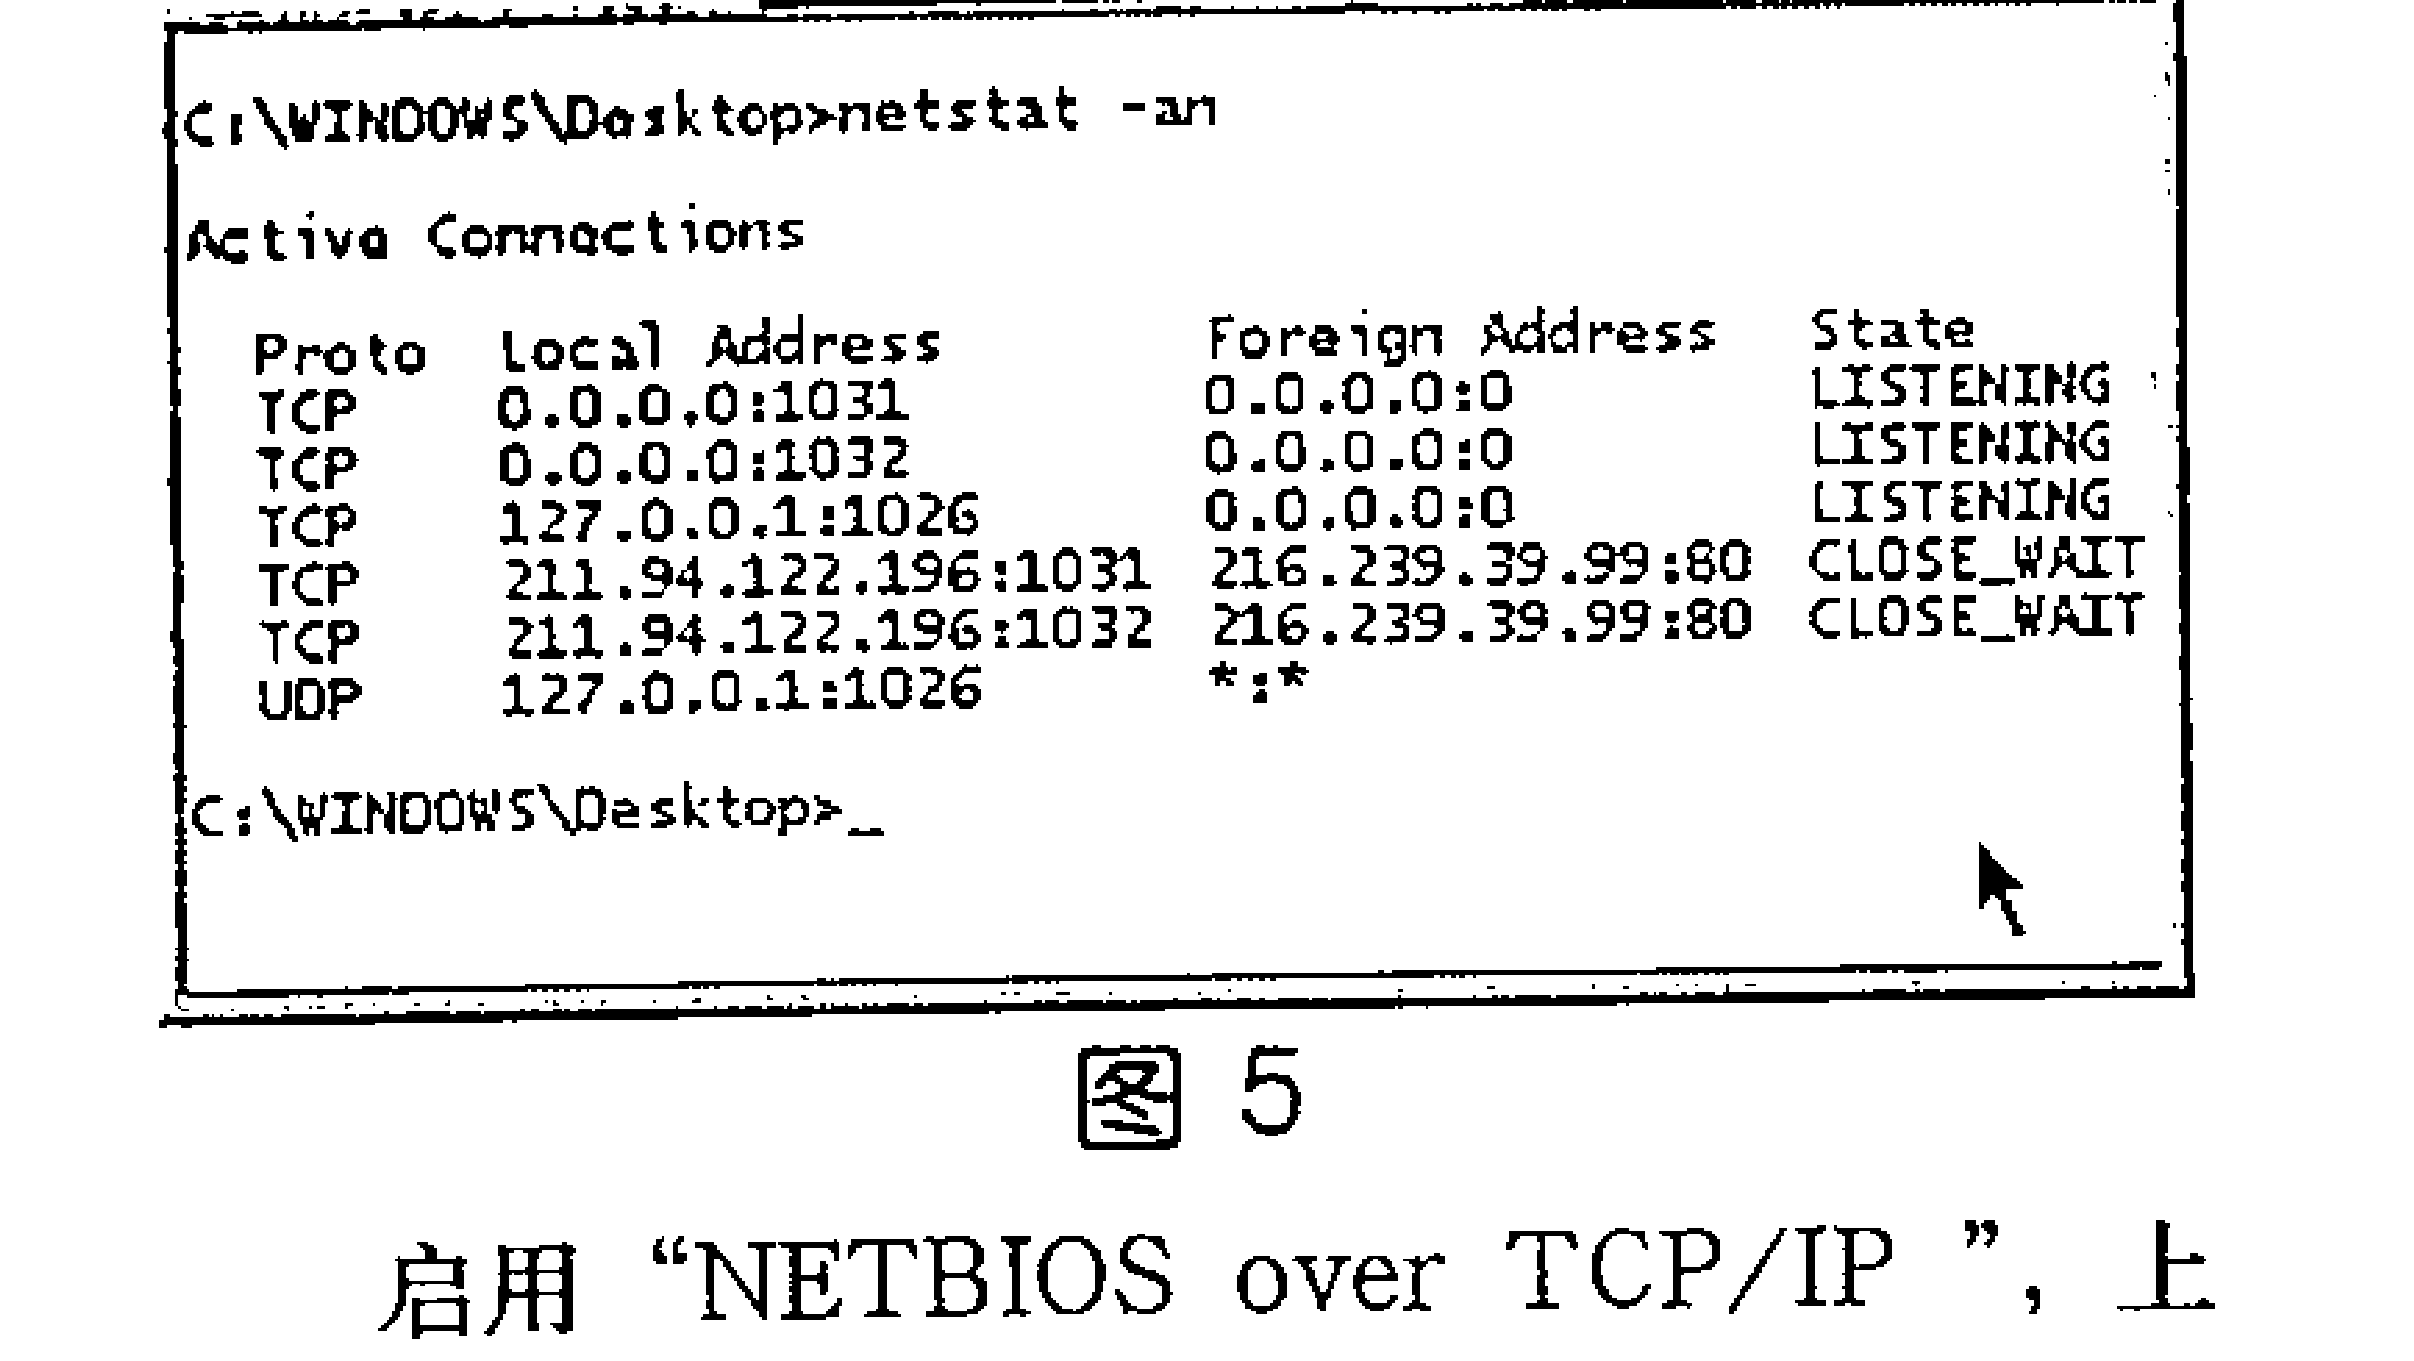 C:\WINDOWS\Desktop>netstat -an
Active Connections
Proto Local Address Foreign Address State
TCP 0.0.0.0:1031 0.0.0.0:0 LISTENING
TCP 0.0.0.0:1032 0.0.0.0:0 LISTENING
TCP 127.0.0.1:1026 0.0.0.0:0 LISTENING
TCP 211.94.122.196:1031 216.239.39.99:80 CLOSE_WAIT
TCP 211.94.122.196:1032 216.239.39.99:80 CLOSE_WAIT
UDP 127.0.0.1:1026 *:*
C:\WINDOWS\Desktop>_
图 5
启用 “NETBIOS over TCP/IP ”, 上